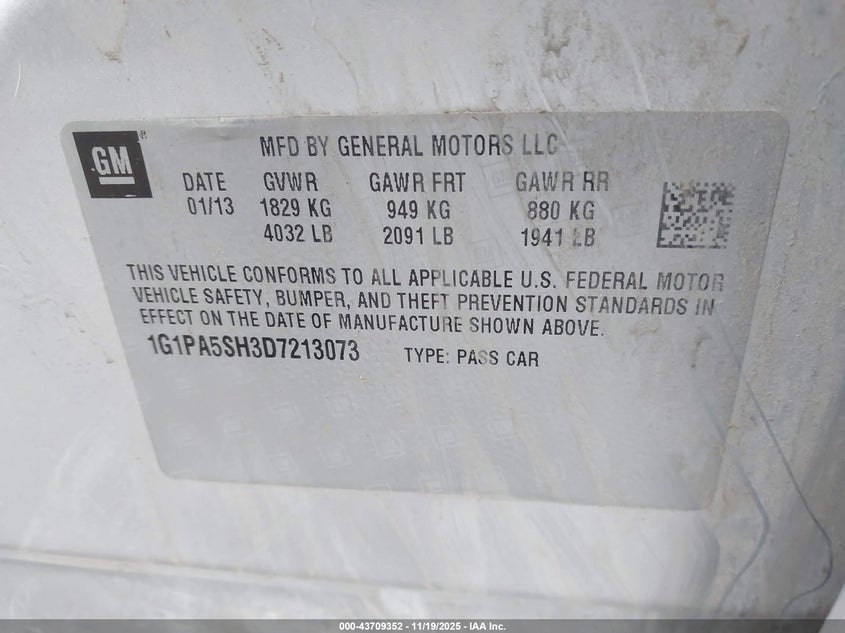 GM
MFD BY GENERAL MOTORS LLC
DATE GVWR GAWR FRT GAWR RR
01/13 1829 KG 949 KG 880 KG
4032 LB 2091 LB 1941 LB
THIS VEHICLE CONFORMS TO ALL APPLICABLE U.S. FEDERAL MOTOR
VEHICLE SAFETY, BUMPER, AND THEFT PREVENTION STANDARDS IN
EFFECT ON THE DATE OF MANUFACTURE SHOWN ABOVE.
1G1PA5SH3D7213073 TYPE: PASS CAR
000-43709352 - 11/19/2025 - IAA Inc.